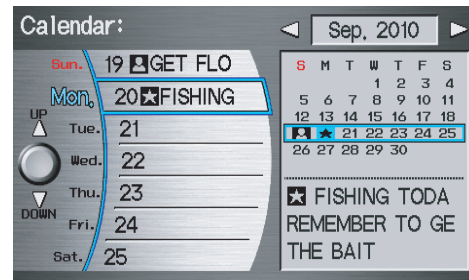 Calendar:
Sep, 2010
Sun. 19 GET FLO
Mon, 20 FISHING
Tue. 21
Wed. 22
Thu. 23
Fri. 24
Sat. 25
UP
DOWN
S M T W T F S
1 2 3 4
5 6 7 8 9 10 11
12 13 14 15 16 17 18
21 22 23 24 25
26 27 28 29 30
FISHING TODA
REMEMBER TO GE
THE BAIT